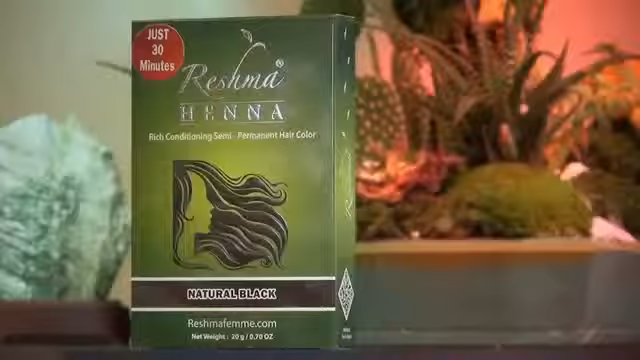 JUST
30
Minutes
Reshma®
HENNA
Rich Conditioning Semi - Permanent Hair Color
NATURAL BLACK
Reshmafemme.com
Net Weight : 20 g / 0.70 OZ